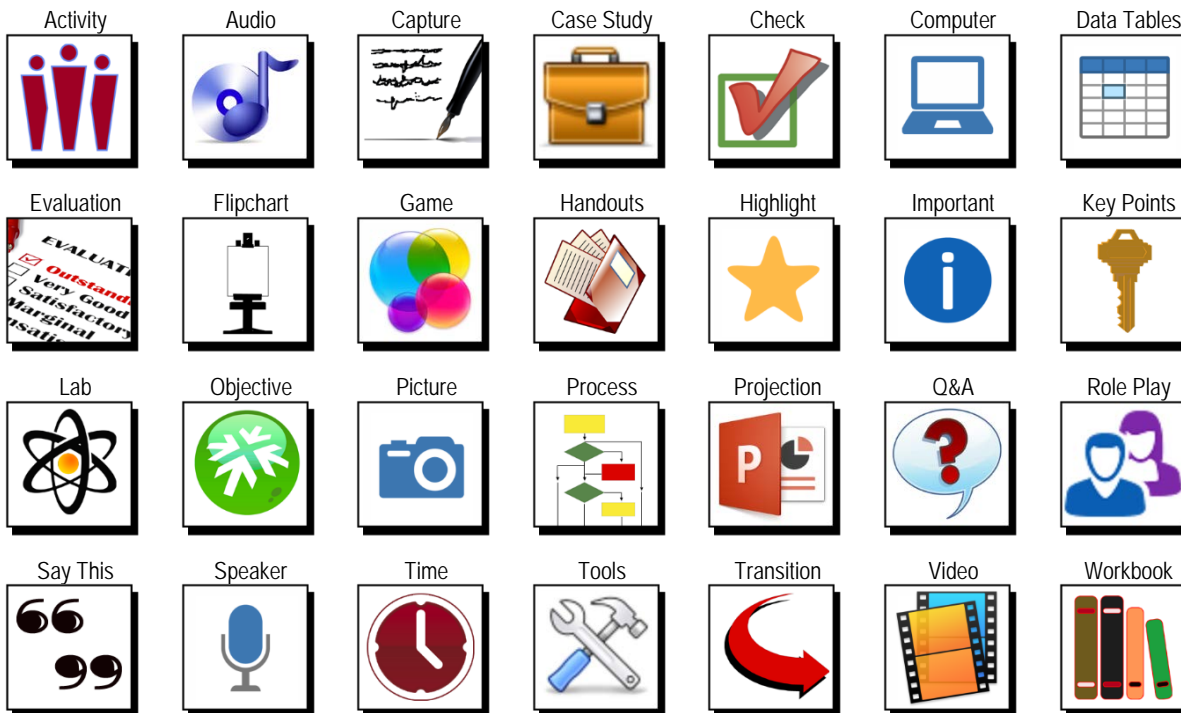 Activity Audio Capture Case Study Check Computer Data Tables
Evaluation Flipchart Game Handouts Highlight Important Key Points
EVALUATI
Outstand
Very Good
Satisfactory
Marginal
nsatis
i
Lab Objective Picture Process Projection Q&A Role Play
P
?
Say This Speaker Time Tools Transition Video Workbook
“
”